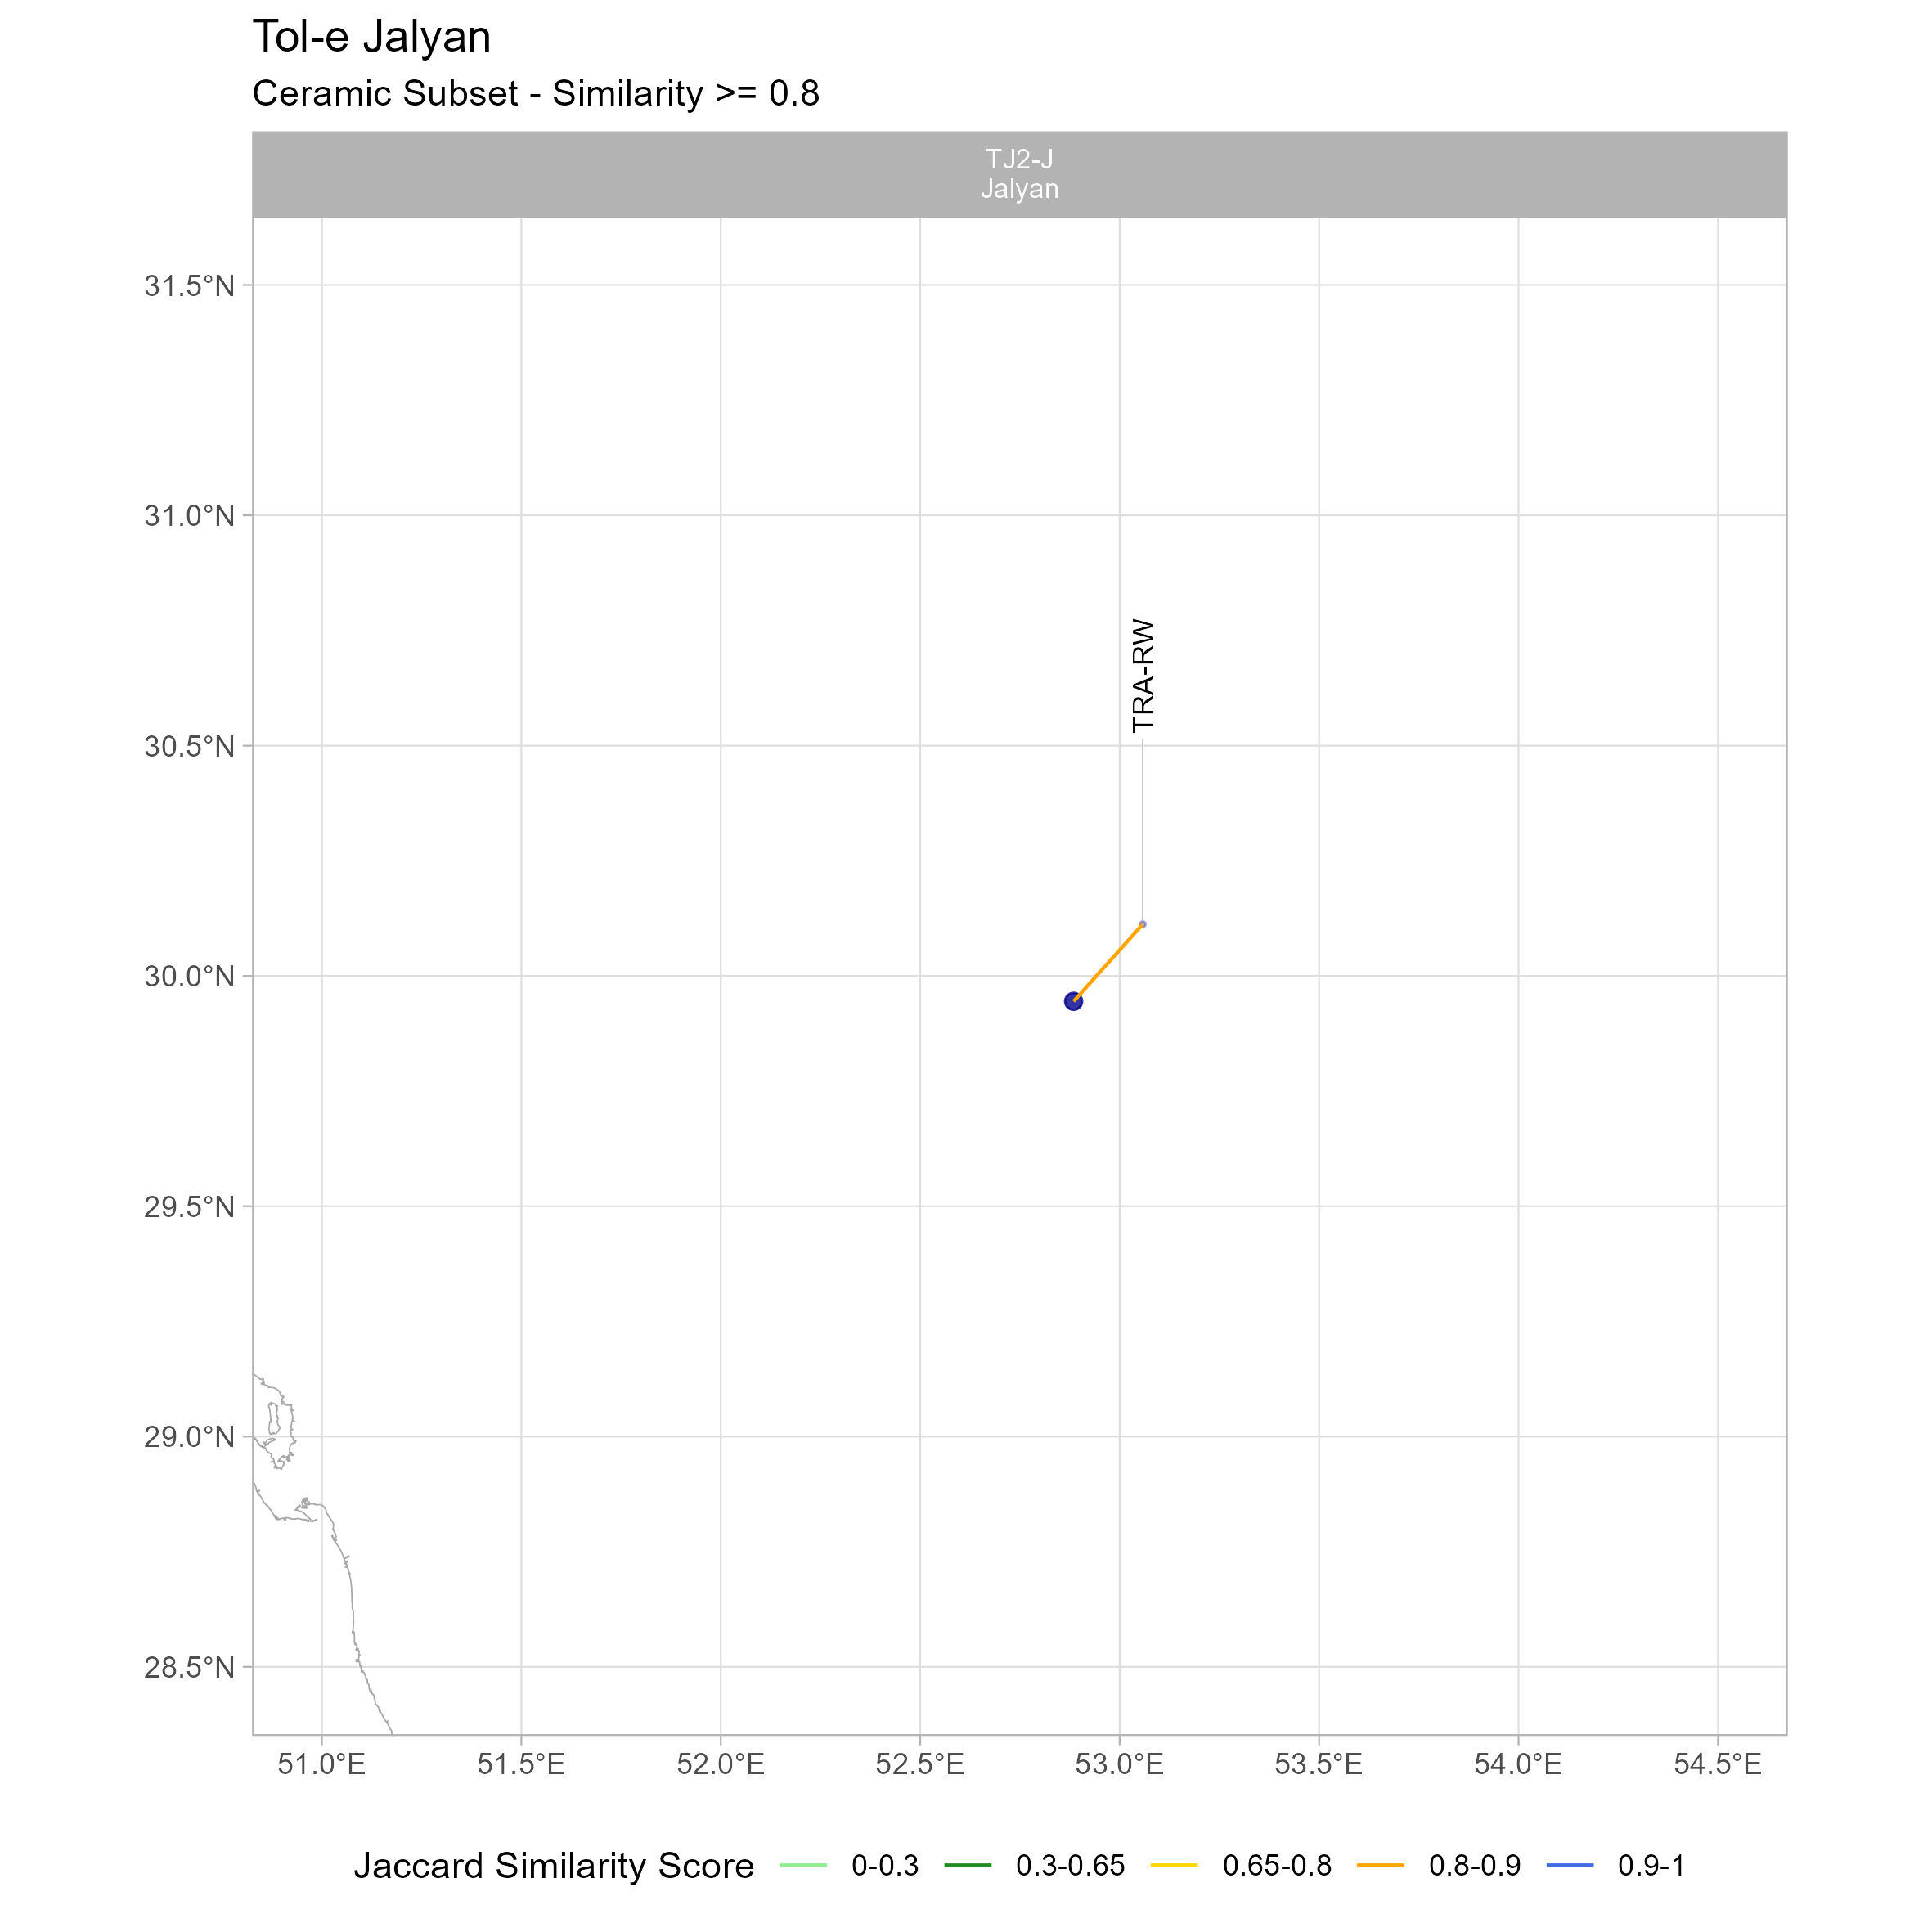 Tol-e Jalyan
Ceramic Subset - Similarity >= 0.8
TJ2-J
Jalyan
31.5°N
31.0°N
30.5°N
30.0°N
29.5°N
29.0°N
28.5°N
TRA-RW
51.0°E 51.5°E 52.0°E 52.5°E 53.0°E 53.5°E 54.0°E 54.5°E
Jaccard Similarity Score 0-0.3 0.3-0.65 0.65-0.8 0.8-0.9 0.9-1